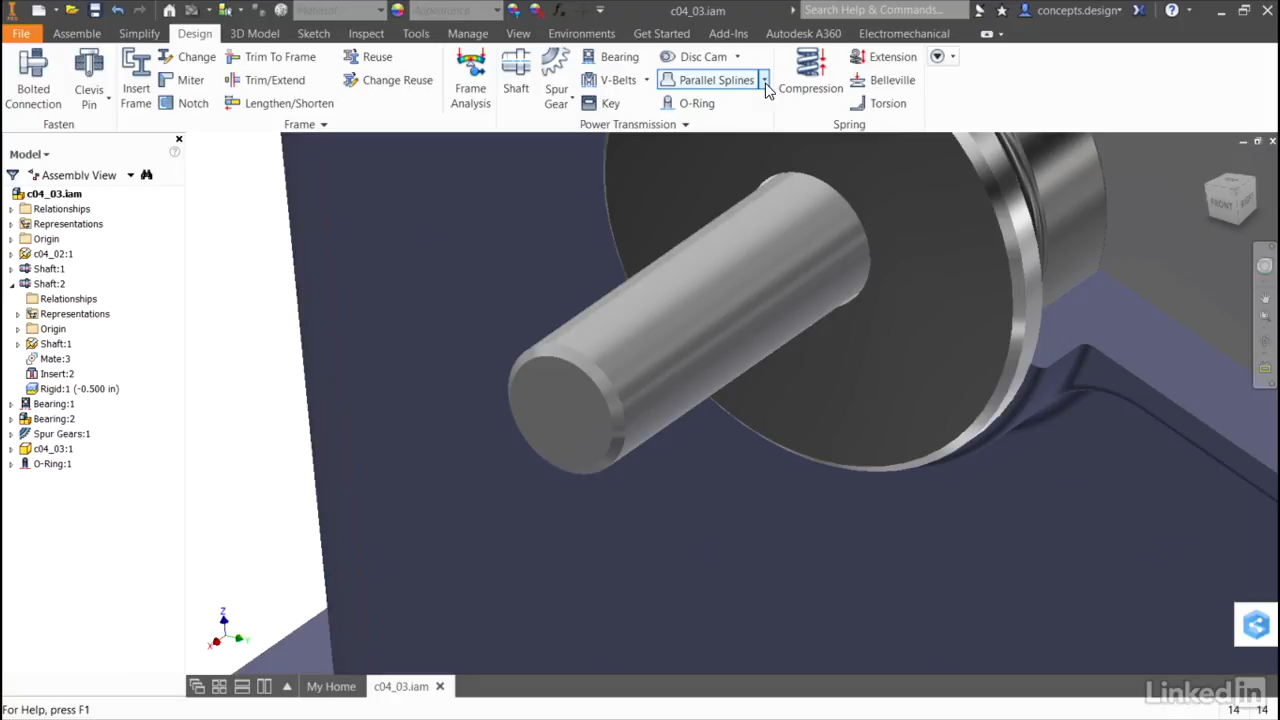 Material
Appearance
c04_03.iam
Search Help & Commands...
concepts.design
File
Assemble
Simplify
Design
3D Model
Sketch
Inspect
Tools
Manage
View
Environments
Get Started
Add-Ins
Autodesk A360
Electromechanical
Bolted Connection
Clevis Pin
Insert Frame
Change
Miter
Notch
Trim To Frame
Trim/Extend
Lengthen/Shorten
Reuse
Change Reuse
Frame Analysis
Shaft
Spur Gear
Bearing
V-Belts
Key
Disc Cam
Parallel Splines
O-Ring
Compression
Extension
Belleville
Torsion
Fasten
Frame
Power Transmission
Spring
Model
Assembly View
c04_03.iam
Relationships
Representations
Origin
c04_02:1
Shaft:1
Shaft:2
Relationships
Representations
Origin
Shaft:1
Mate:3
Insert:2
Rigid:1 (-0.500 in)
Bearing:1
Bearing:2
Spur Gears:1
c04_03:1
O-Ring:1
FRONT
RIGHT
Z
X
Y
My Home
c04_03.iam
For Help, press F1
14 14
LinkedIn